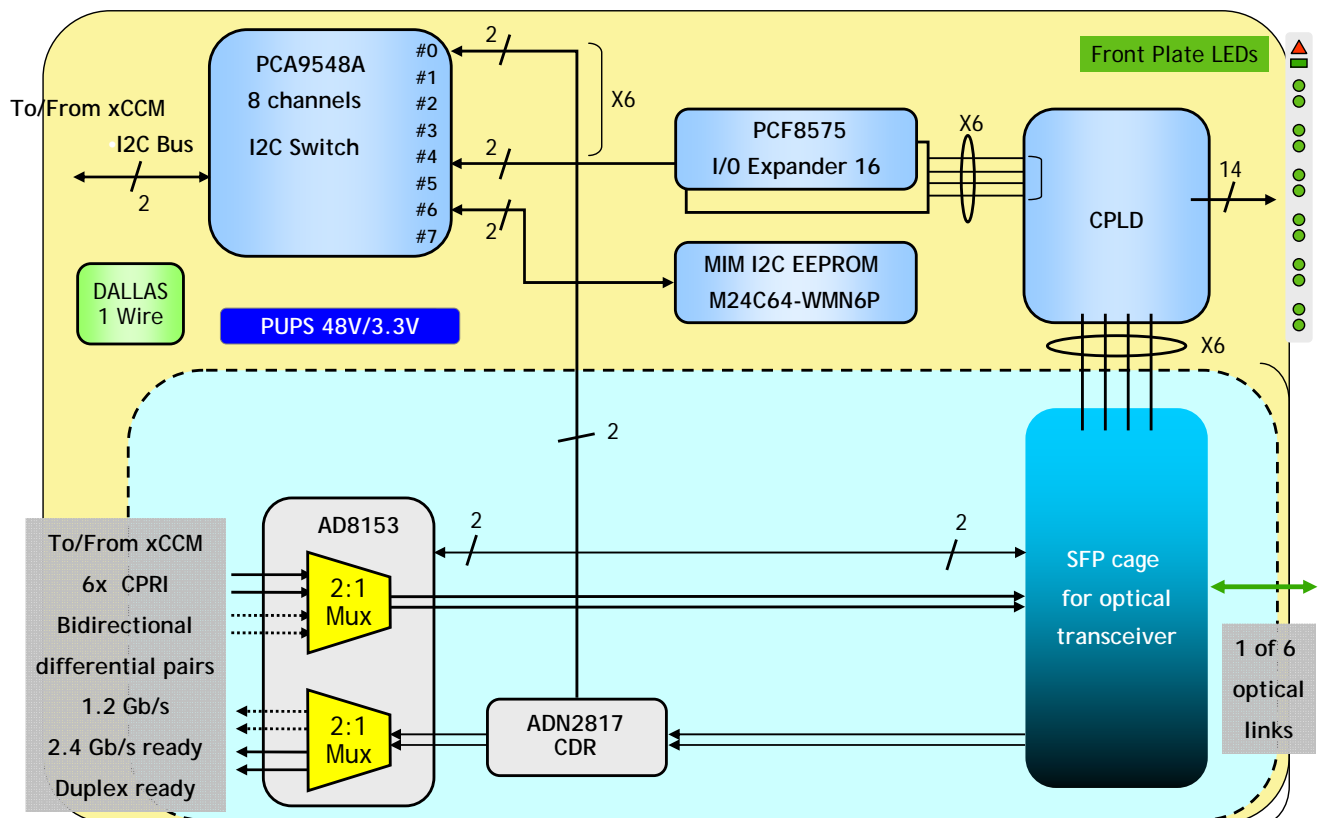 PCA9548A
8 channels
I2C Switch
#0
#1
#2
#3
#4
#5
#6
#7
2
X6
2
2
To/From xCCM
I2C Bus
2
DALLAS
1 Wire
PUPS 48V/3.3V
PCF8575
I/0 Expander 16
MIM I2C EEPROM
M24C64-WMN6P
X6
CPLD
14
Front Plate LEDs
X6
2
To/From xCCM
6x CPRI
Bidirectional
differential pairs
1.2 Gb/s
2.4 Gb/s ready
Duplex ready
AD8153
2:1
Mux
2:1
Mux
2
2
ADN2817
CDR
SFP cage
for optical
transceiver
1 of 6
optical
links